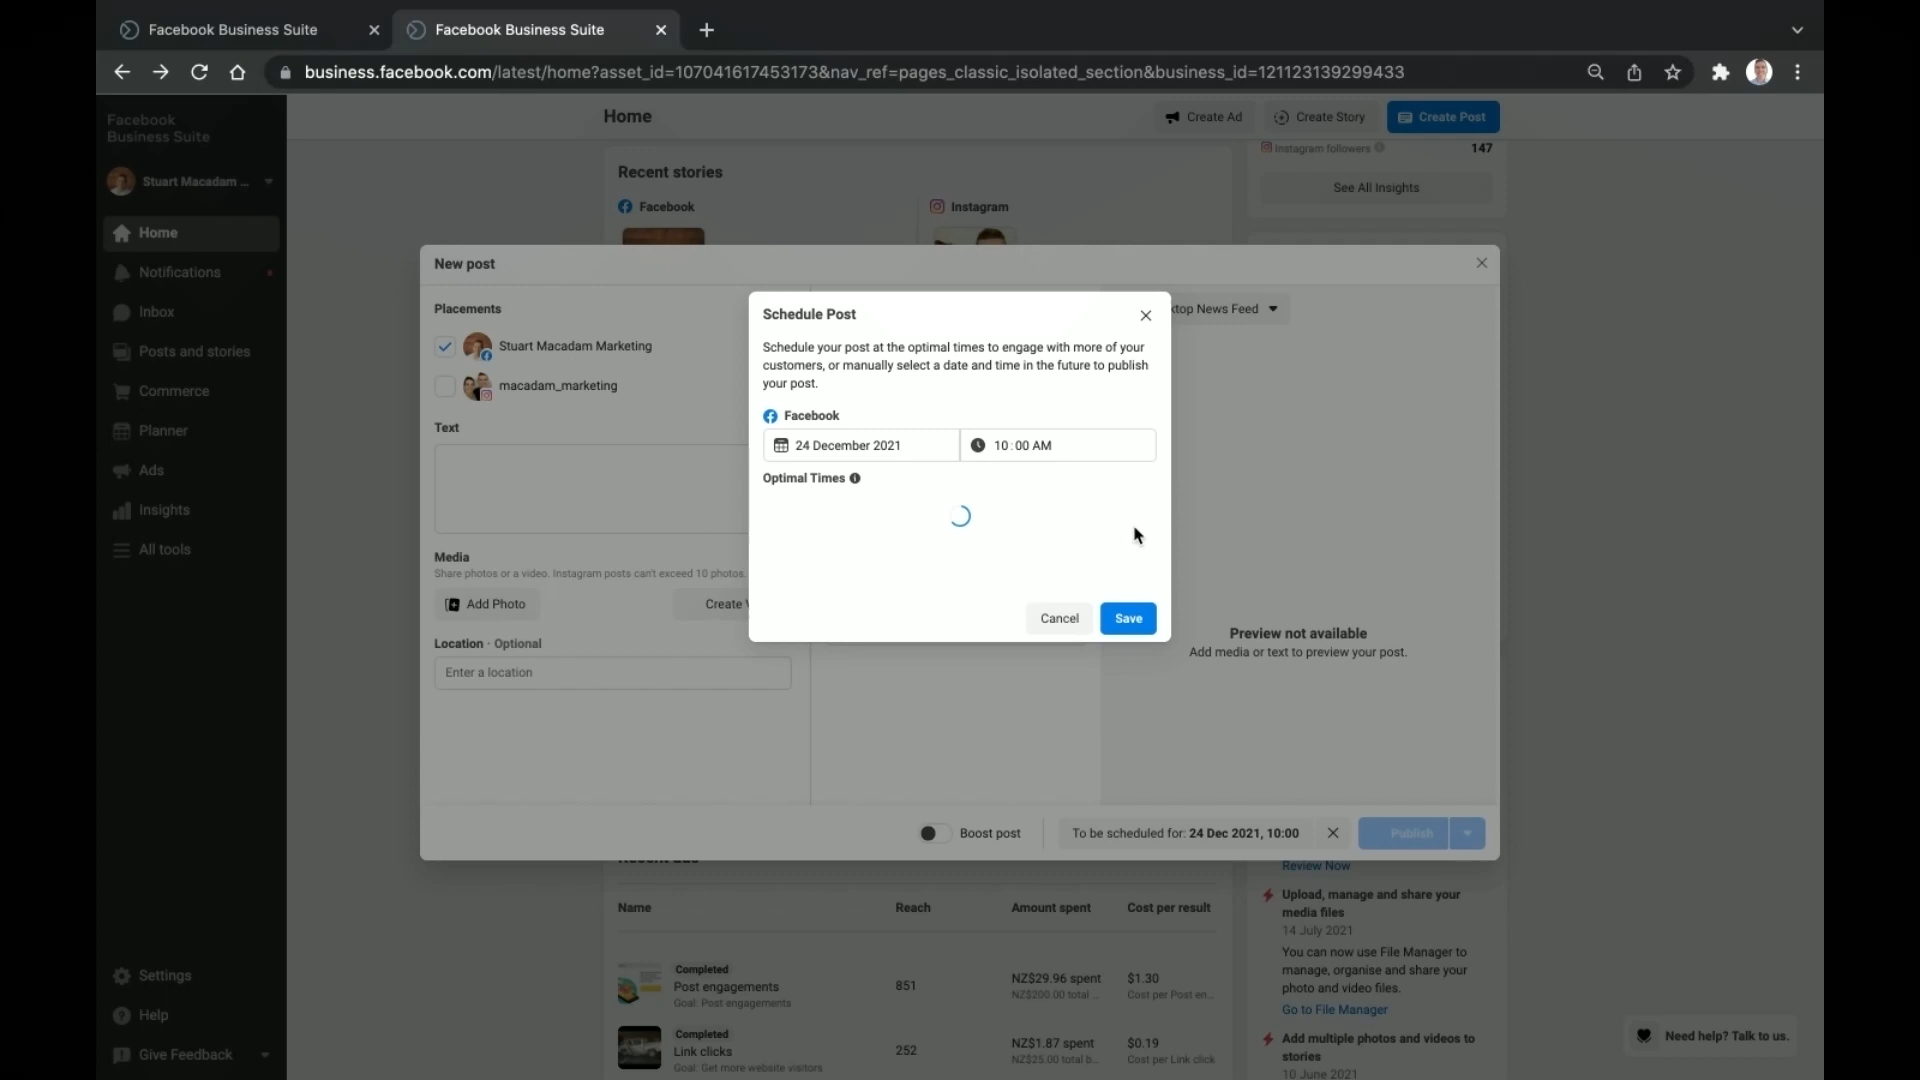 Facebook Business Suite
Facebook Business Suite
business.facebook.com/latest/home?asset_id=107041617453173&nav_ref=pages_classic_isolated_section&business_id=121123139299433
Facebook
Business Suite
Stuart Macadam ...
Home
Notifications
Inbox
Posts and stories
Commerce
Planner
Ads
Insights
All tools
Settings
Help
Give Feedback
Home
Create Ad
Create Story
Create Post
Recent stories
Facebook
Instagram
Instagram followers
147
See All Insights
New post
Placements
Stuart Macadam Marketing
macadam_marketing
Text
Media
Share photos or a video. Instagram posts can't exceed 10 photos.
Add Photo
Create
Location · Optional
Enter a location
Schedule Post
Schedule your post at the optimal times to engage with more of your
customers, or manually select a date and time in the future to publish
your post.
Facebook
24 December 2021
10:00 AM
Optimal Times
Cancel
Save
ktop News Feed
Preview not available
Add media or text to preview your post.
Boost post
To be scheduled for: 24 Dec 2021, 10:00
Publish
Name
Reach
Amount spent
Cost per result
Completed
Post engagements
Goal: Post engagements
851
NZ$29.96 spent
NZ$200.00 total ...
$1.30
Cost per Post en...
Completed
Link clicks
Goal: Get more website visitors
252
NZ$1.87 spent
NZ$25.00 total b...
$0.19
Cost per Link click
Review Now
Upload, manage and share your
media files
14 July 2021
You can now use File Manager to
manage, organise and share your
photo and video files.
Go to File Manager
Add multiple photos and videos to
stories
10 June 2021
Need help? Talk to us.